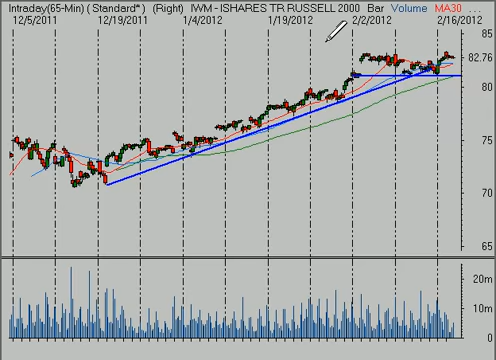 Intraday(65-Min) ( Standard* ) (Right) IWM - ISHARES TR RUSSELL 2000 Bar Volume MA30 ...
12/5/2011 12/19/2011 1/4/2012 1/19/2012 2/2/2012 2/16/2012
85
82.76
80
75
70
65
20m
10m
0